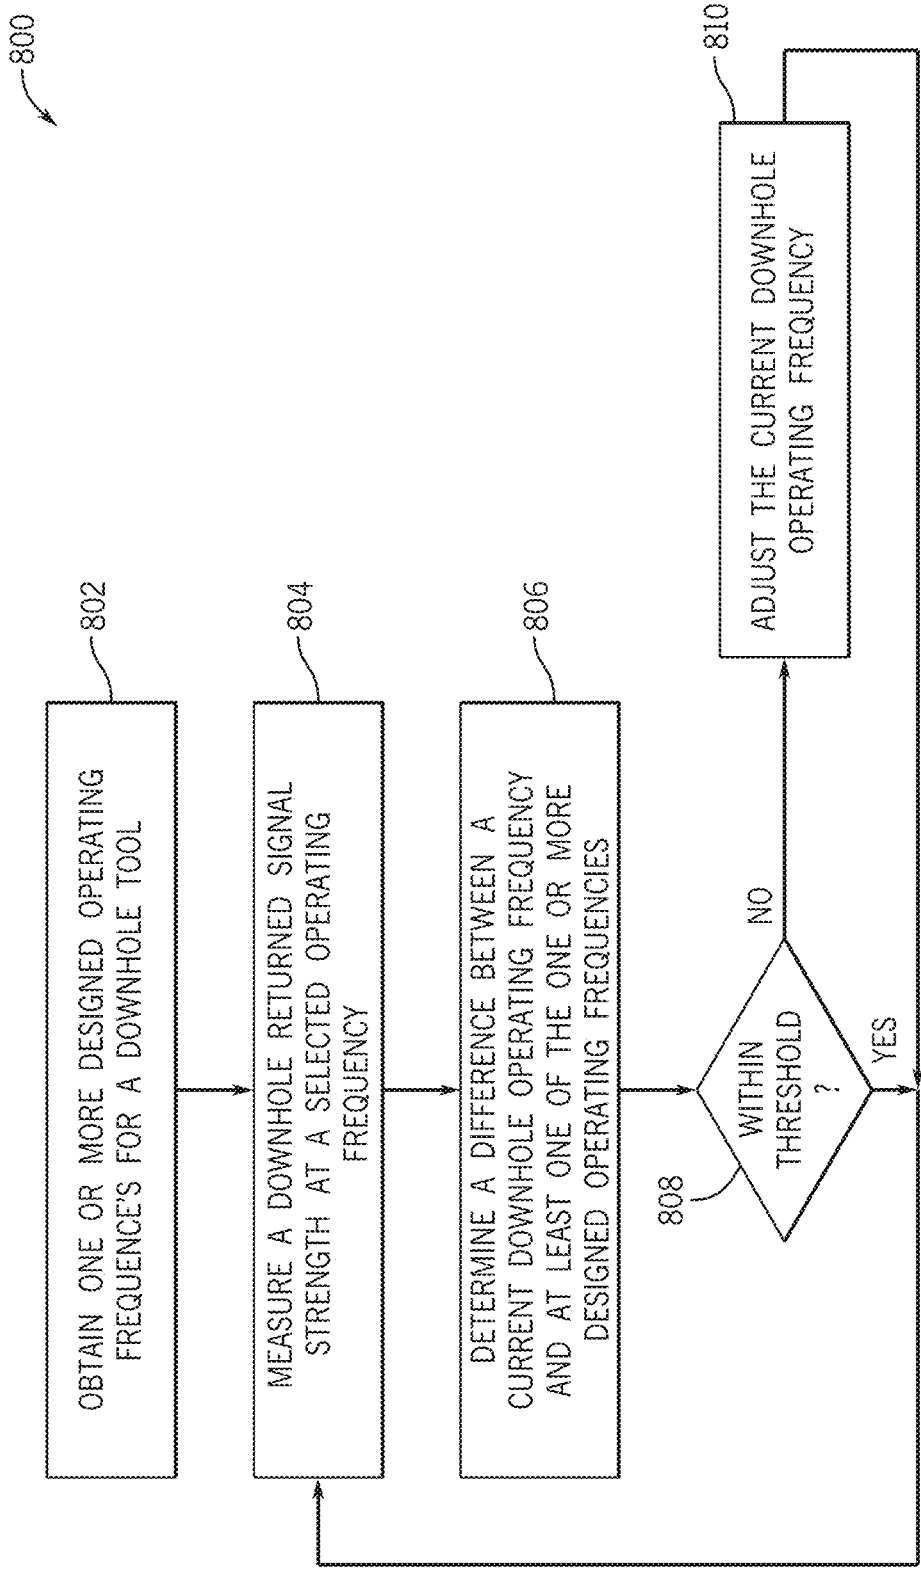 800
OBTAIN ONE OR MORE DESIGNED OPERATING
FREQUENCE'S FOR A DOWNHOLE TOOL
802
MEASURE A DOWNHOLE RETURNED SIGNAL
STRENGTH AT A SELECTED OPERATING
FREQUENCY
804
DETERMINE A DIFFERENCE BETWEEN A
CURRENT DOWNHOLE OPERATING FREQUENCY
AND AT LEAST ONE OF THE ONE OR MORE
DESIGNED OPERATING FREQUENCIES
806
808
WITHIN
THRESHOLD
?
NO
YES
ADJUST THE CURRENT DOWNHOLE
OPERATING FREQUENCY
810